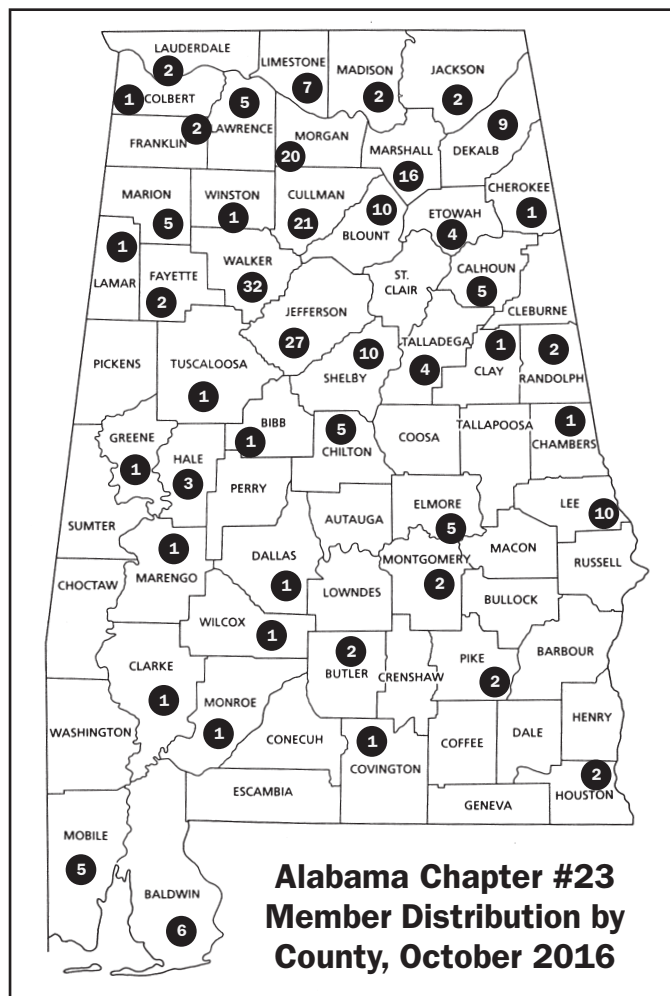 LAUDERDALE
2
LIMESTONE
7
MADISON
2
JACKSON
2
1
COLBERT
5
LAWRENCE
2
FRANKLIN
MORGAN
20
MARSHALL
16
9
DEKALB
MARION
5
WINSTON
1
CULLMAN
21
10
BLOUNT
ETOWAH
4
CHEROKEE
1
1
LAMAR
FAYETTE
2
WALKER
32
JEFFERSON
27
ST.
CLAIR
CALHOUN
5
CLEBURNE
PICKENS
TUSCALOOSA
1
10
SHELBY
TALLADEGA
4
1
CLAY
2
RANDOLPH
GREENE
1
HALE
3
BIBB
1
5
CHILTON
COOSA
TALLAPOOSA
1
CHAMBERS
PERRY
SUMTER
AUTAUGA
ELMORE
5
LEE
10
1
MARENGO
DALLAS
1
MONTGOMERY
2
MACON
RUSSELL
CHOCTAW
LOWNDES
BULLOCK
WILCOX
1
CLARKE
1
2
BUTLER
CRENSHAW
PIKE
2
BARBOUR
WASHINGTON
MONROE
1
CONECUH
1
COVINGTON
COFFEE
DALE
HENRY
ESCAMBIA
GENEVA
2
HOUSTON
MOBILE
5
BALDWIN
6
Alabama Chapter #23
Member Distribution by
County, October 2016